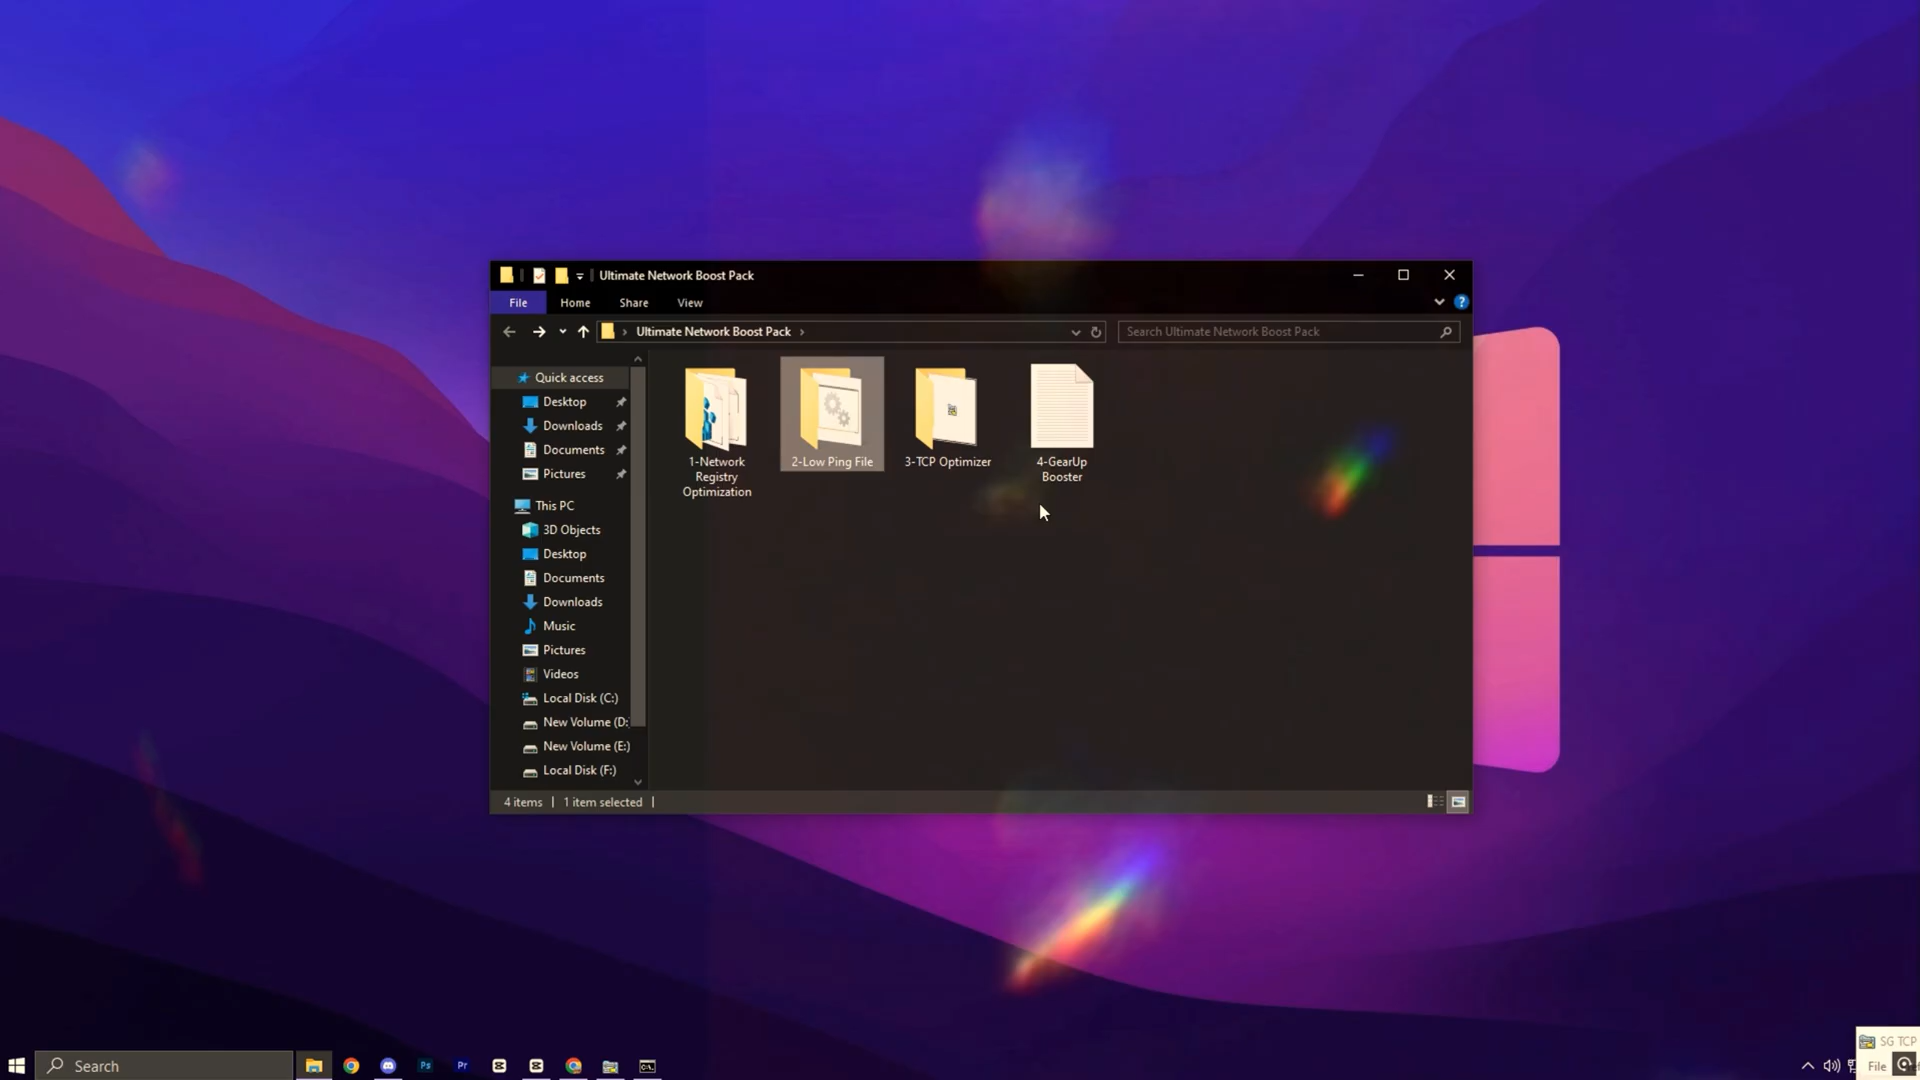 Ultimate Network Boost Pack
File
Home
Share
View
Ultimate Network Boost Pack
Search Ultimate Network Boost Pack
Quick access
Desktop
Downloads
Documents
Pictures
This PC
3D Objects
Desktop
Documents
Downloads
Music
Pictures
Videos
Local Disk (C:)
New Volume (D:
New Volume (E:)
Local Disk (F:)
1-Network
Registry
Optimization
2-Low Ping File
3-TCP Optimizer
4-GearUp
Booster
4 items
1 item selected
SG TCP
File
Search
Ps
Pr